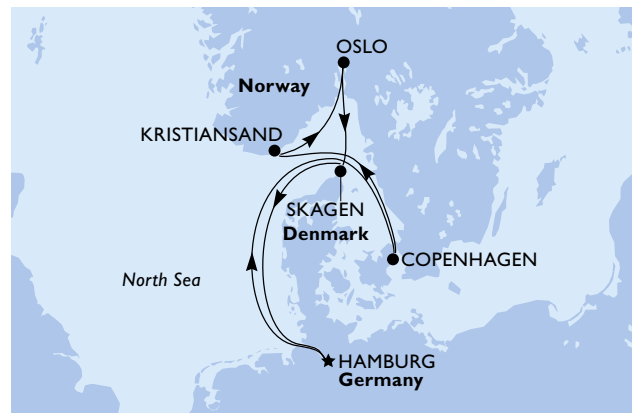 OSLO
Norway
KRISTIANSAND
SKAGEN
Denmark
COPENHAGEN
North Sea
HAMBURG
Germany